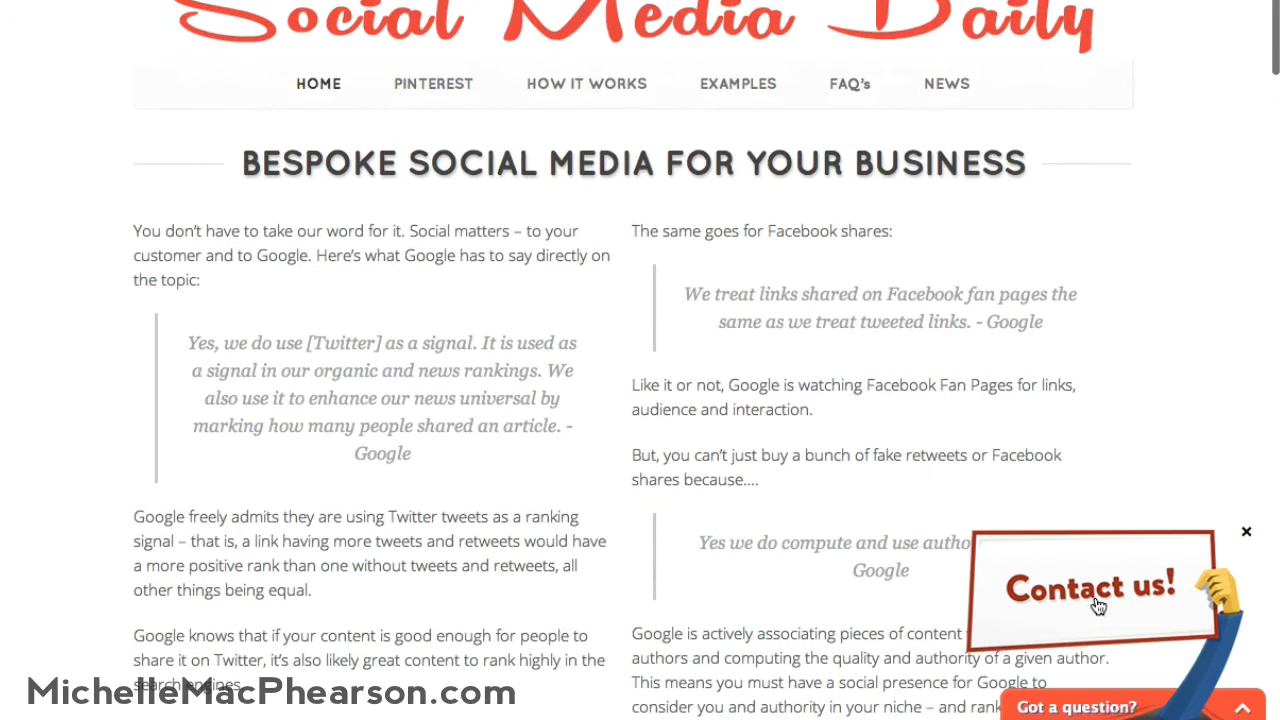 Social Media Daily
HOME PINTEREST HOW IT WORKS EXAMPLES FAQ's NEWS
BESPOKE SOCIAL MEDIA FOR YOUR BUSINESS
You don't have to take our word for it. Social matters – to your
customer and to Google. Here's what Google has to say directly on
the topic:
Yes, we do use [Twitter] as a signal. It is used as
a signal in our organic and news rankings. We
also use it to enhance our news universal by
marking how many people shared an article. -
Google
Google freely admits they are using Twitter tweets as a ranking
signal – that is, a link having more tweets and retweets would have
a more positive rank than one without tweets and retweets, all
other things being equal.
Google knows that if your content is good enough for people to
share it on Twitter, it's also likely great content to rank highly in the
search engines.
The same goes for Facebook shares:
We treat links shared on Facebook fan pages the
same as we treat tweeted links. - Google
Like it or not, Google is watching Facebook Fan Pages for links,
audience and interaction.
But, you can't just buy a bunch of fake retweets or Facebook
shares because....
Yes we do compute and use
Google
Google is actively associating pieces of content
authors and computing the quality and authority of a given author.
This means you must have a social presence for Google to
consider you and authority in your niche – and rank
Contact us!
Got a question?
MichelleMacPhearson.com